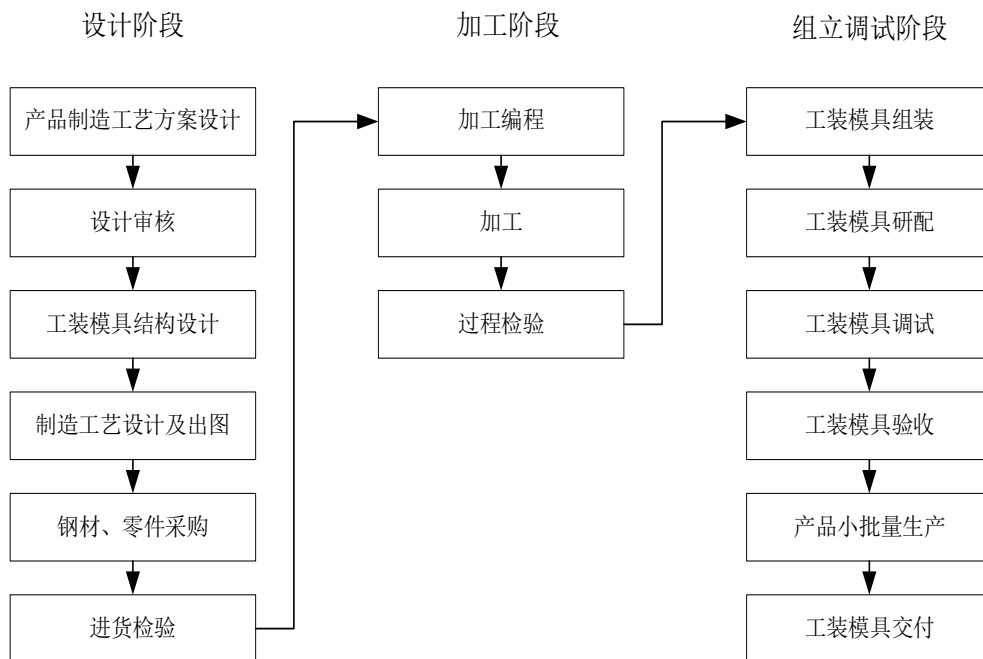 设计阶段
产品制造工艺方案设计
设计审核
工装模具结构设计
制造工艺设计及出图
钢材、零件采购
进货检验
加工阶段
加工编程
加工
过程检验
组立调试阶段
工装模具组装
工装模具研配
工装模具调试
工装模具验收
产品小批量生产
工装模具交付